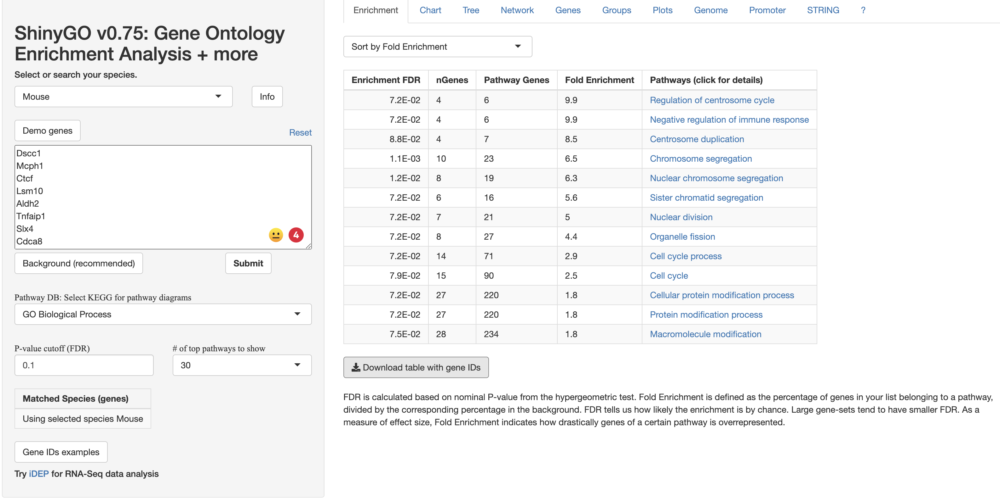 ShinyGO v0.75: Gene Ontology
Enrichment Analysis + more
Select or search your species.
Mouse
Info
Demo genes
Reset
Dscc1
Mcph1
Ctcf
Lsm10
Aldh2
Tnfaip1
Slx4
Cdca8
4
Background (recommended)
Submit
Pathway DB: Select KEGG for pathway diagrams
GO Biological Process
P-value cutoff (FDR)
# of top pathways to show
0.1
30
Matched Species (genes)
Using selected species Mouse
Gene IDs examples
Try iDEP for RNA-Seq data analysis
Enrichment Chart Tree Network Genes Groups Plots Genome Promoter STRING ?
Sort by Fold Enrichment
Enrichment FDR nGenes Pathway Genes Fold Enrichment Pathways (click for details)
7.2E-02 4 6 9.9 Regulation of centrosome cycle
7.2E-02 4 6 9.9 Negative regulation of immune response
8.8E-02 4 7 8.5 Centrosome duplication
1.1E-03 10 23 6.5 Chromosome segregation
1.2E-02 8 19 6.3 Nuclear chromosome segregation
7.2E-02 6 16 5.6 Sister chromatid segregation
7.2E-02 7 21 5 Nuclear division
7.2E-02 8 27 4.4 Organelle fission
7.2E-02 14 71 2.9 Cell cycle process
7.9E-02 15 90 2.5 Cell cycle
7.2E-02 27 220 1.8 Cellular protein modification process
7.2E-02 27 220 1.8 Protein modification process
7.5E-02 28 234 1.8 Macromolecule modification
Download table with gene IDs
FDR is calculated based on nominal P-value from the hypergeometric test. Fold Enrichment is defined as the percentage of genes in your list belonging to a pathway,
divided by the corresponding percentage in the background. FDR tells us how likely the enrichment is by chance. Large gene-sets tend to have smaller FDR. As a
measure of effect size, Fold Enrichment indicates how drastically genes of a certain pathway is overrepresented.